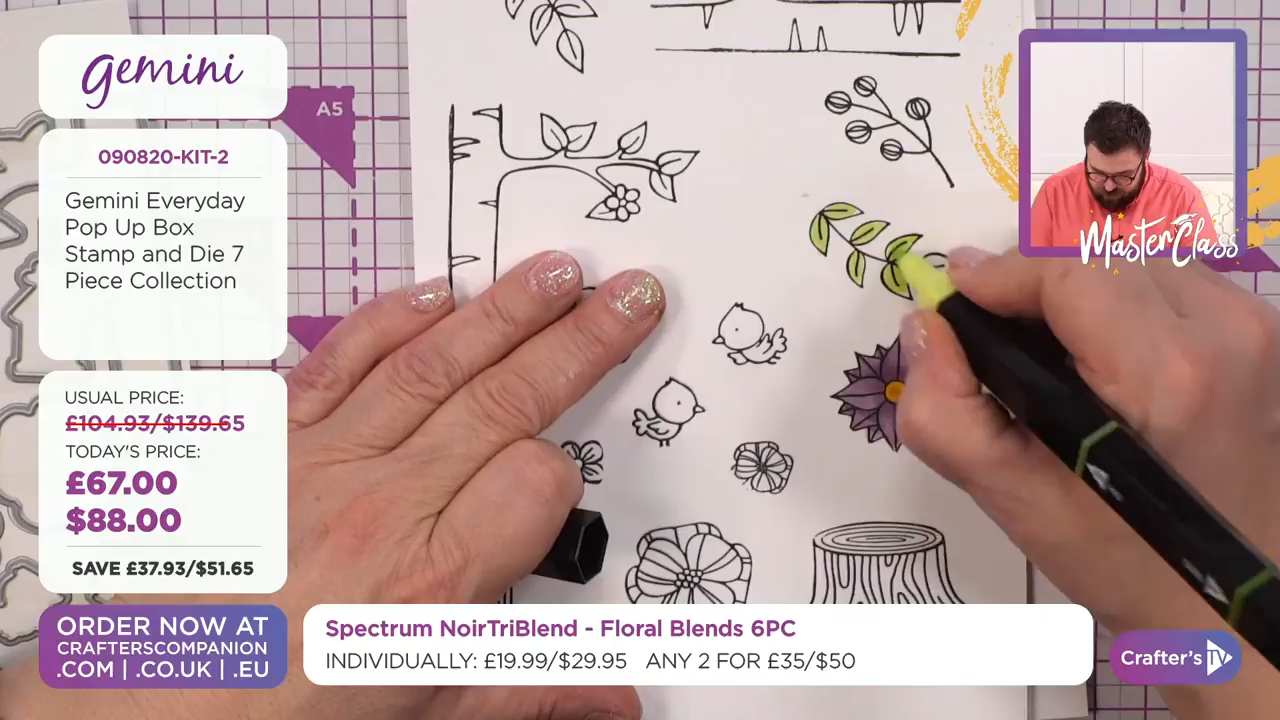 gemini
090820-KIT-2
Gemini Everyday
Pop Up Box
Stamp and Die 7
Piece Collection
USUAL PRICE:
£104.93/$139.65
TODAY'S PRICE:
£67.00
$88.00
SAVE £37.93/$51.65
ORDER NOW AT
CRAFTERSCOMPANION
.COM | .CO.UK | .EU
A5
MasterClass
Spectrum NoirTriBlend - Floral Blends 6PC
INDIVIDUALLY: £19.99/$29.95 ANY 2 FOR £35/$50
Crafter's TV